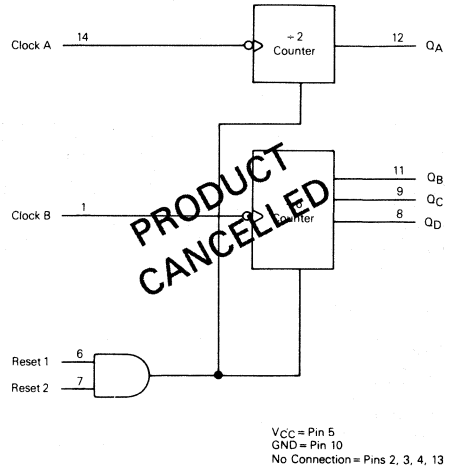 Clock A 14
÷ 2
Counter
12 QA
PRODUCT
CANCELLED
Clock B 1
Counter
11 QB
9 QC
8 QD
Reset 1 6
Reset 2 7
VCC = Pin 5
GND = Pin 10
No Connection = Pins 2, 3, 4, 13